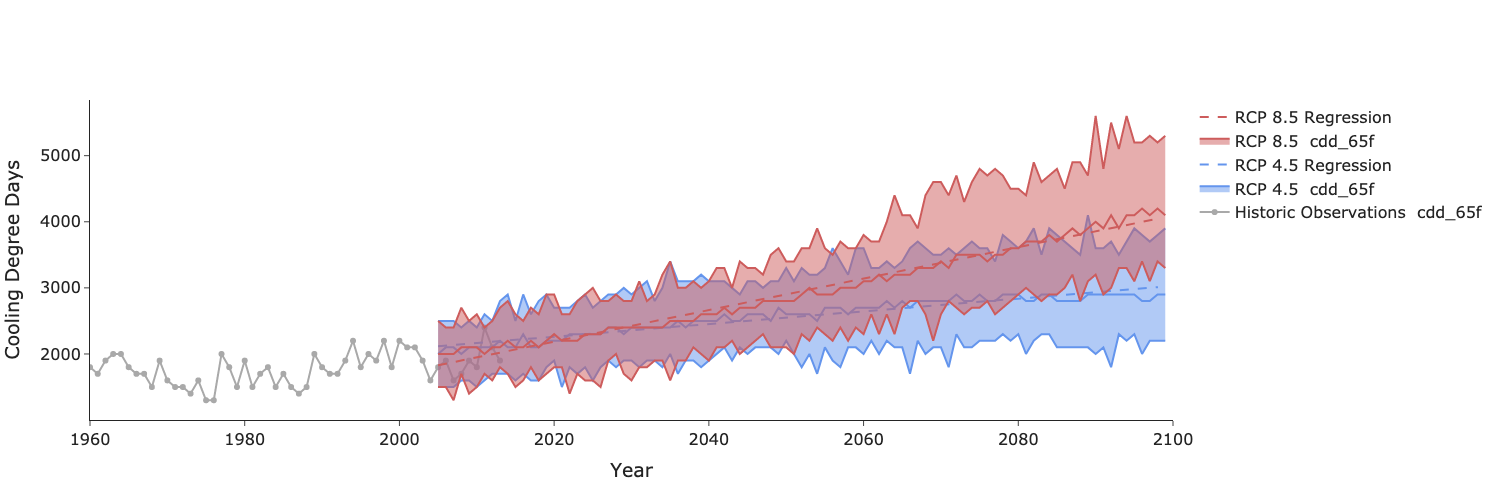 RCP 8.5 Regression
RCP 8.5 cdd_65f
RCP 4.5 Regression
RCP 4.5 cdd_65f
Historic Observations cdd_65f
Cooling Degree Days
5000
4000
3000
2000
1960 1980 2000 2020 2040 2060 2080 2100
Year